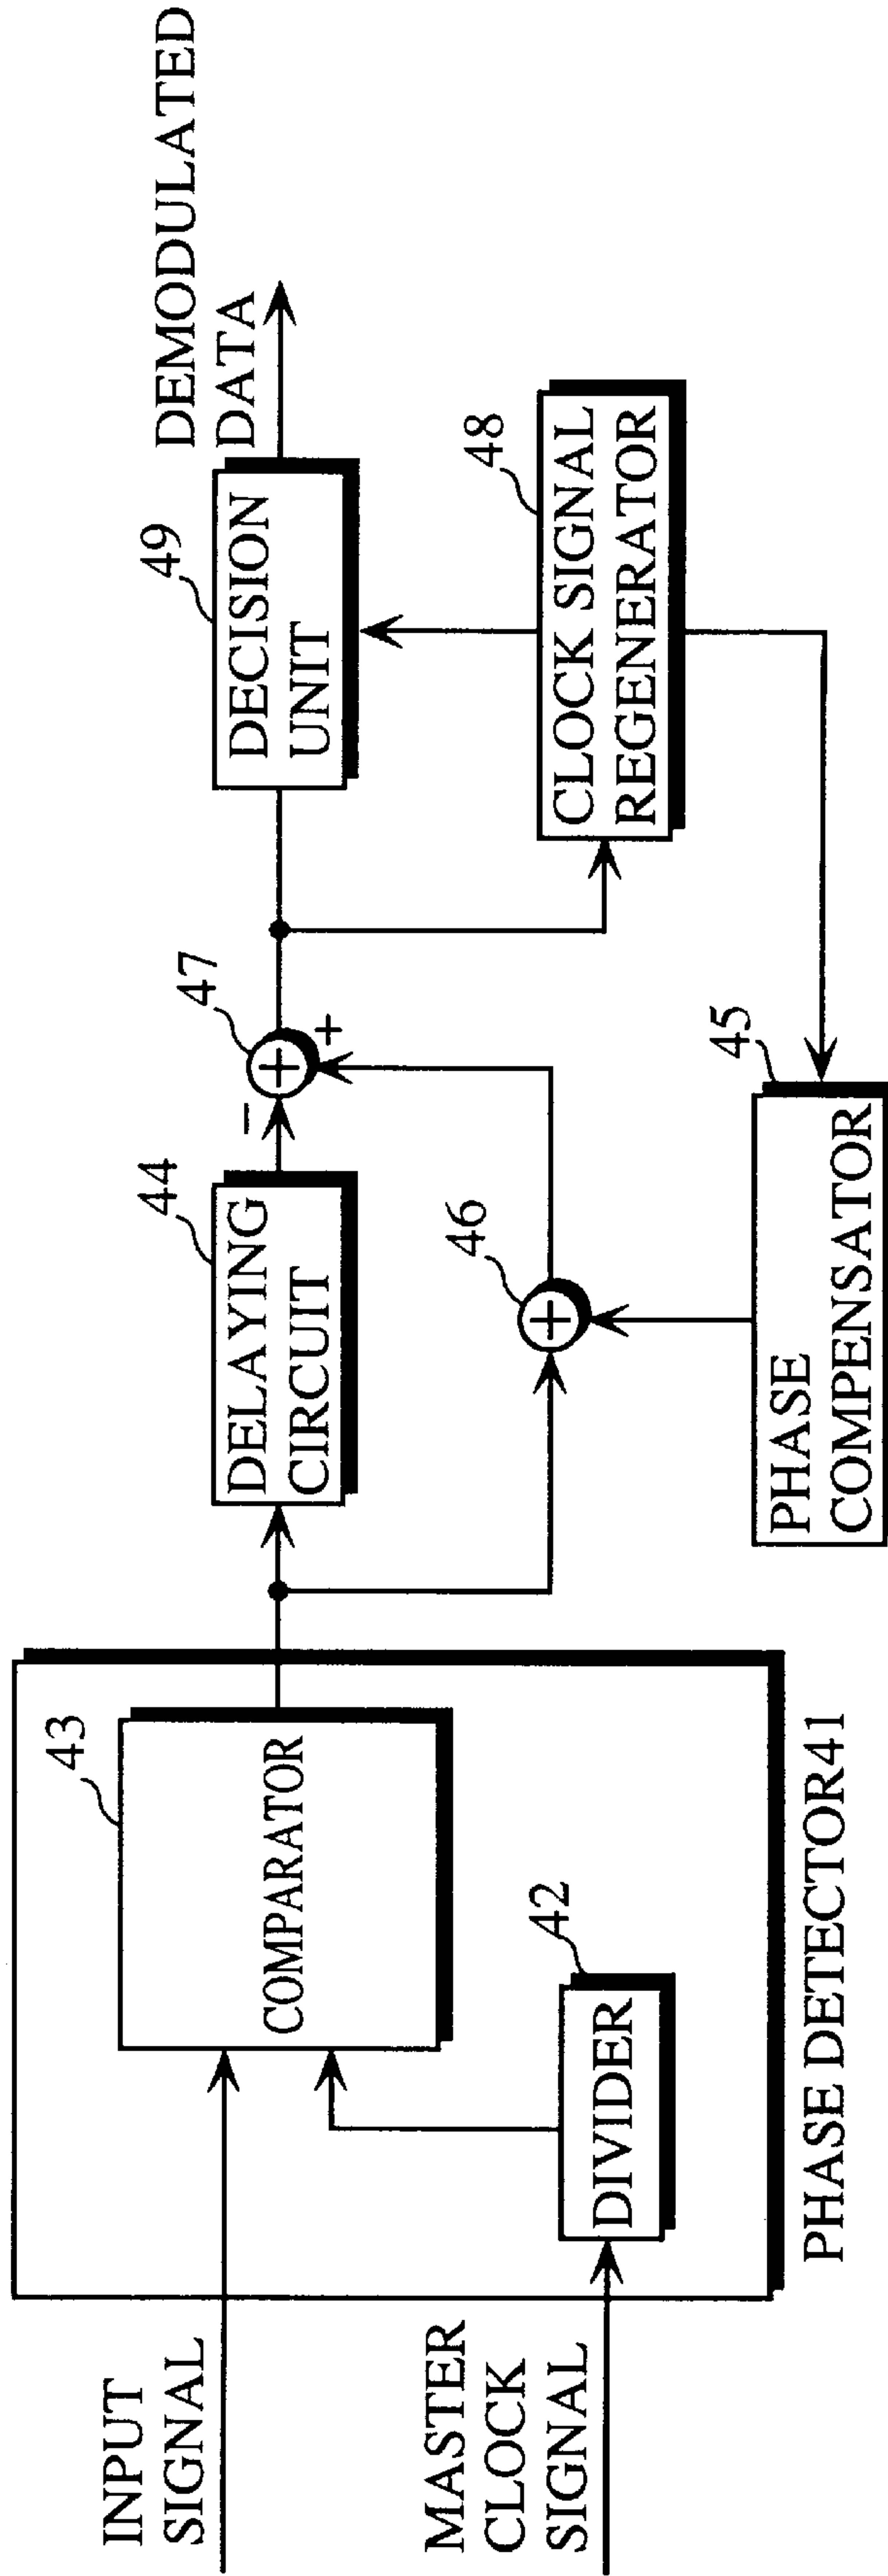 INPUT
SIGNAL
MASTER
CLOCK
SIGNAL
43
COMPARATOR
42
DIVIDER
PHASE DETECTOR41
44
DELAYING
CIRCUIT
−
47
+
+
46
+
45
PHASE
COMPENSATOR
49
DECISION
UNIT
48
CLOCK SIGNAL
REGENERATOR
DEMODULATED
DATA